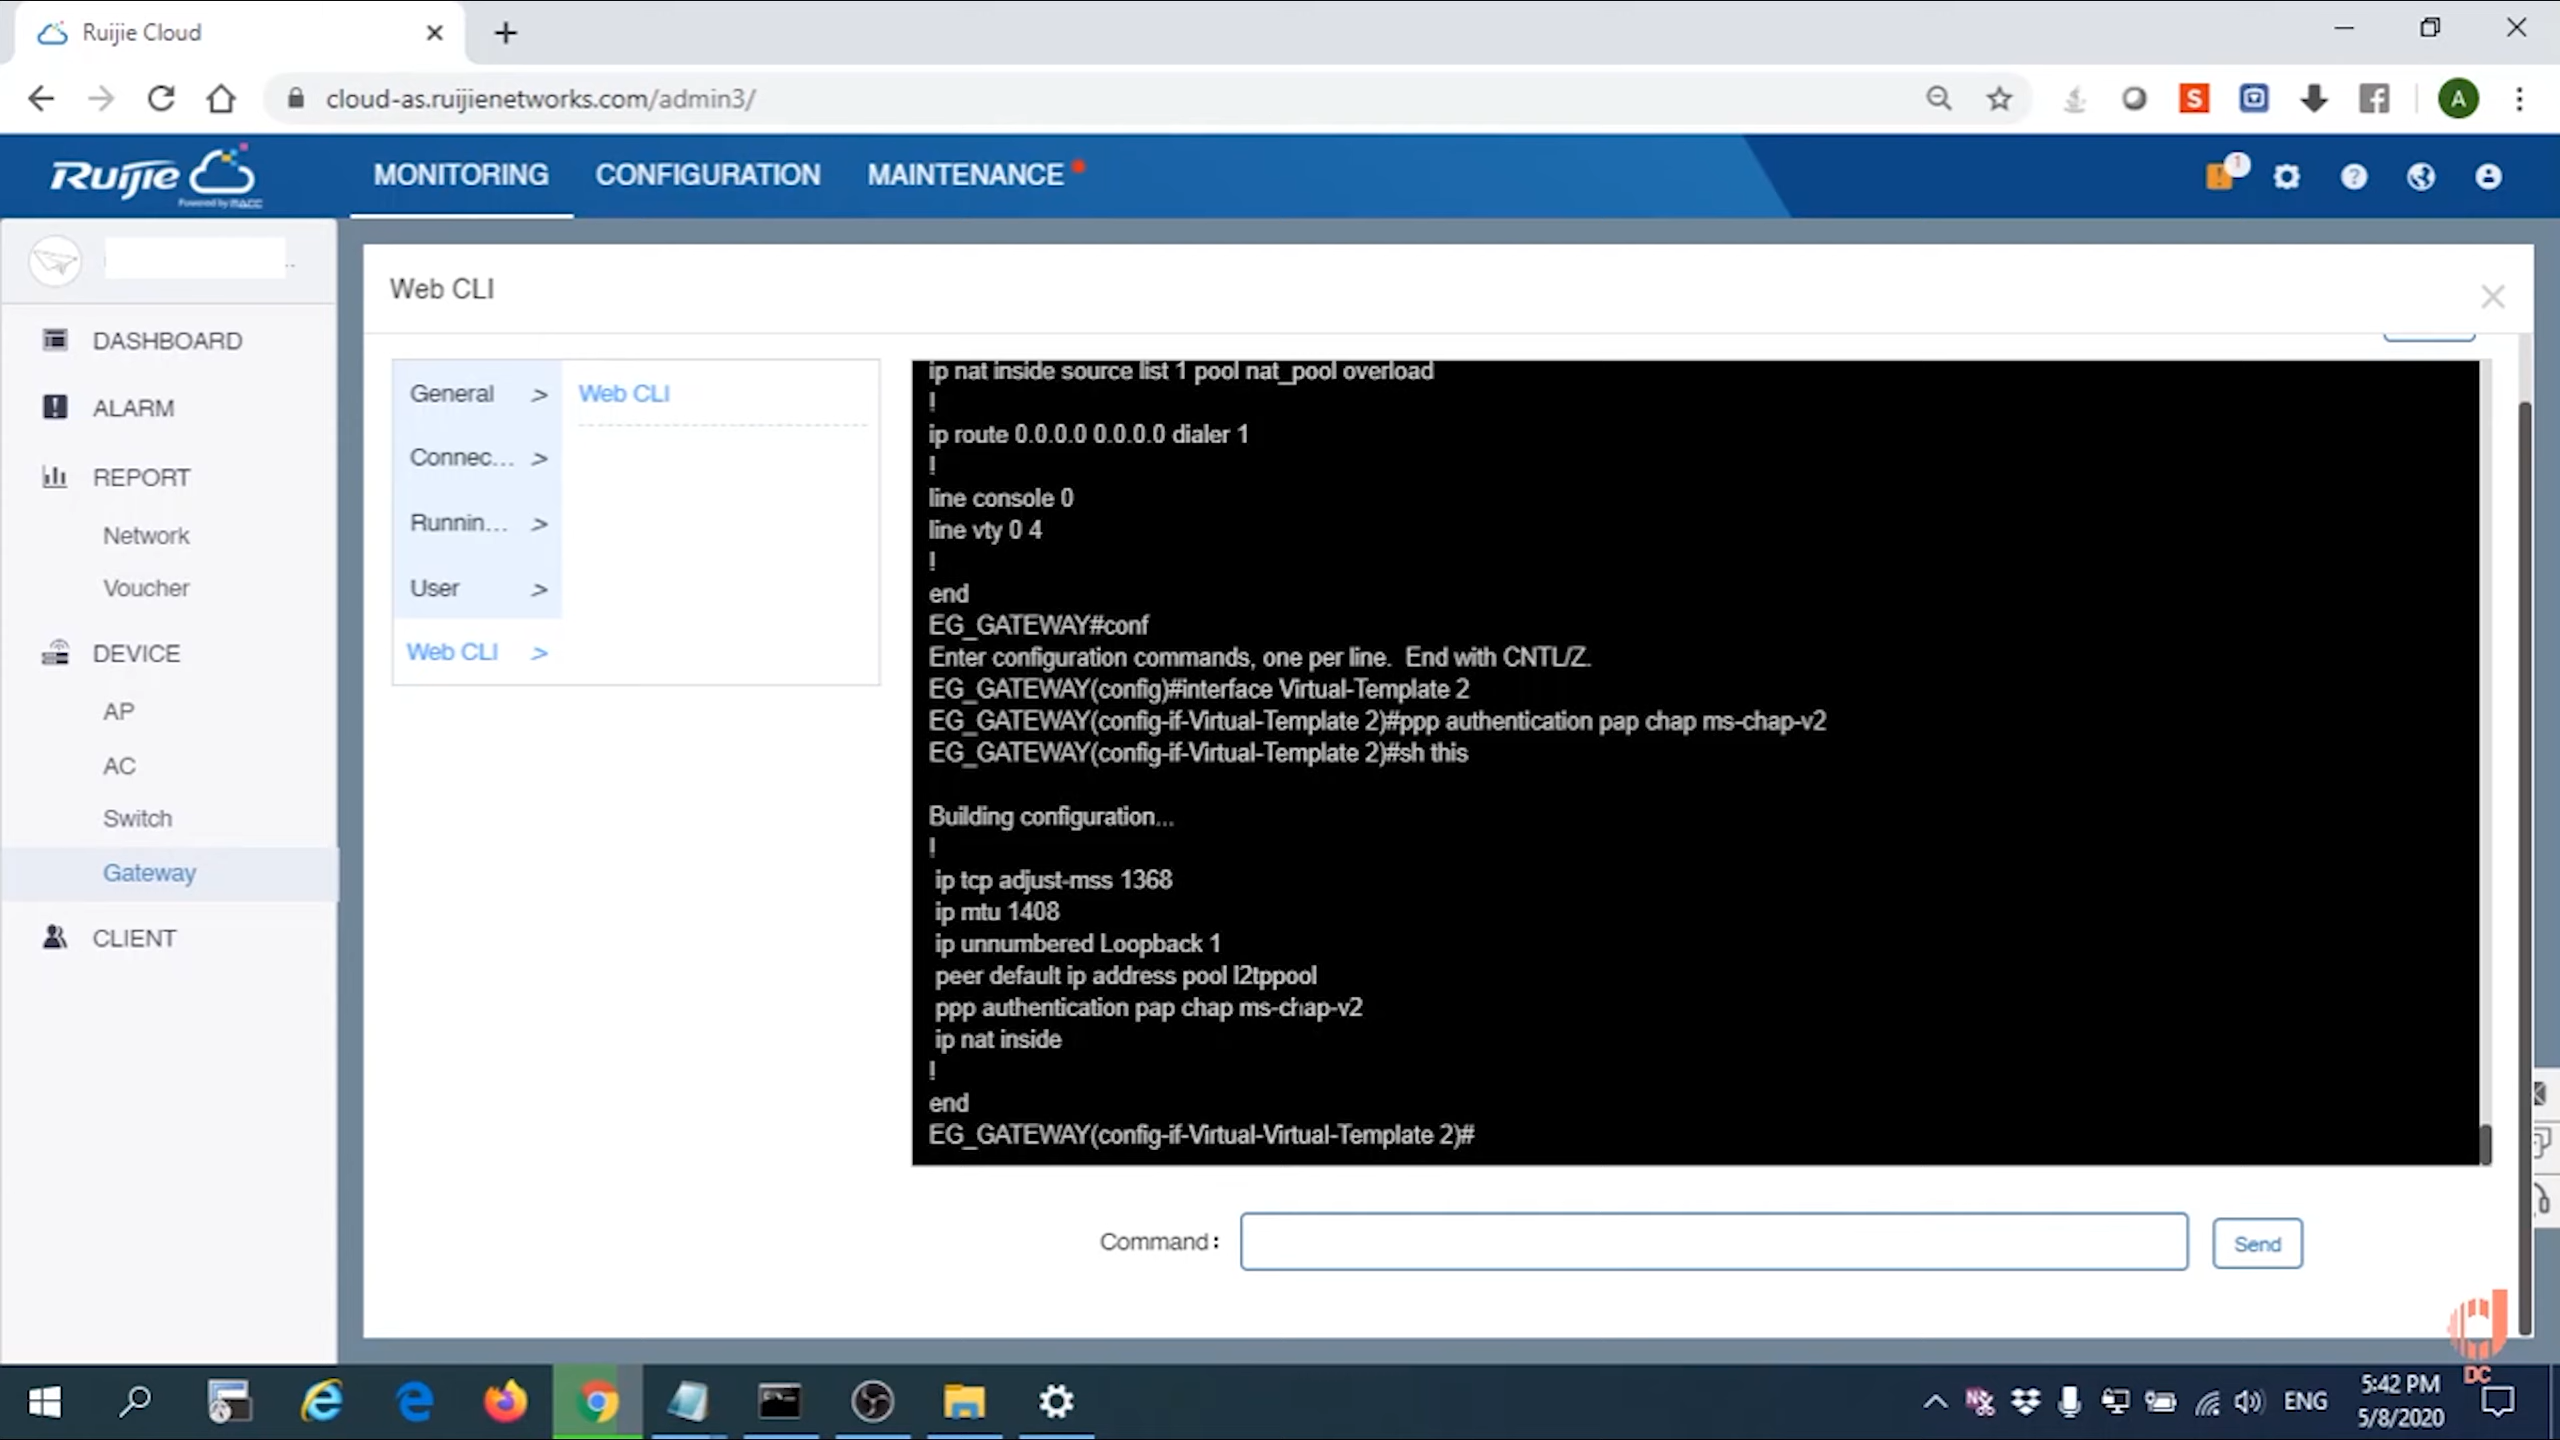 Ruijie Cloud
cloud-as.ruijienetworks.com/admin3/
S
A
Ruijie
Powered by MACC
MONITORING
CONFIGURATION
MAINTENANCE
1
DASHBOARD
ALARM
REPORT
Network
Voucher
DEVICE
AP
AC
Switch
Gateway
CLIENT
Web CLI
General >
Connec... >
Runnin... >
User >
Web CLI >
Web CLI
ip nat inside source list 1 pool nat_pool overload
!
ip route 0.0.0.0 0.0.0.0 dialer 1
!
line console 0
line vty 0 4
!
end
EG_GATEWAY#conf
Enter configuration commands, one per line.  End with CNTL/Z.
EG_GATEWAY(config)#interface Virtual-Template 2
EG_GATEWAY(config-if-Virtual-Template 2)#ppp authentication pap chap ms-chap-v2
EG_GATEWAY(config-if-Virtual-Template 2)#sh this
Building configuration...
!
ip tcp adjust-mss 1368
ip mtu 1408
ip unnumbered Loopback 1
peer default ip address pool l2tppool
ppp authentication pap chap ms-chap-v2
ip nat inside
!
end
EG_GATEWAY(config-if-Virtual-Virtual-Template 2)#
Command:
Send
DC
ENG
5:42 PM
5/8/2020